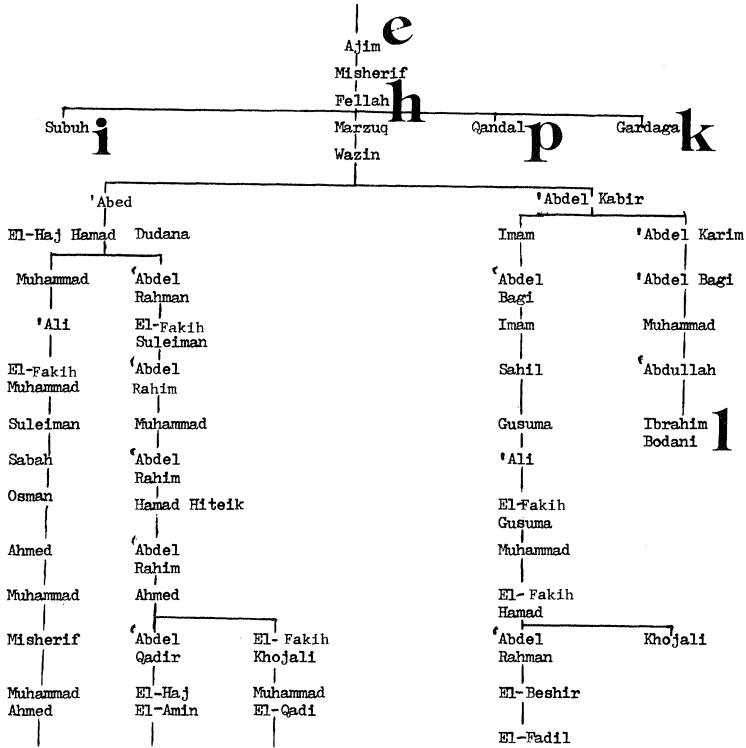 Ajim e
Misherif
Fellah h
Subuh i Marzuq Qandal p Gardaga k
Wazin
'Abed 'Abdel Kabir
El-Haj Hamad Dudana Imam 'Abdel Karim
Muhammad 'Abdel 'Abdel 'Abdel Bagi
Rahman Bagi
'Ali El-Fakih Imam Muhammad
Suleiman
El-Fakih 'Abdel Sahil 'Abdullah
Muhammad Rahim
Suleiman Muhammad Gusuma Ibrahim l
Bodani
Sabah 'Abdel 'Ali
Rahim
Osman Hamad Hiteik El-Fakih
Gusuma
Ahmed 'Abdel Muhammad
Rahim
Muhammad Ahmed El-Fakih
Hamad
Misherif 'Abdel El-Fakih 'Abdel Khojali
Qadir Khojali Rahman
Muhammad El-Haj Muhammad El-Beshir
Ahmed El-Amin El-Qadi
El-Fadil